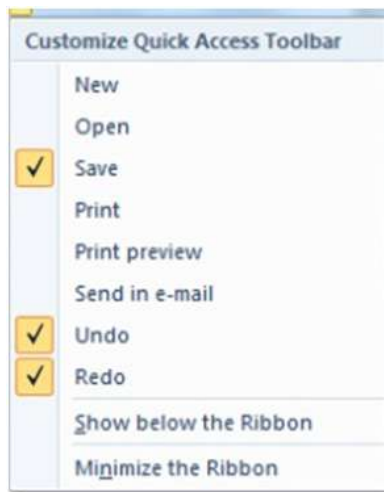 Customize Quick Access Toolbar
New
Open
Save
Print
Print preview
Send in e-mail
Undo
Redo
Show below the Ribbon
Minimize the Ribbon